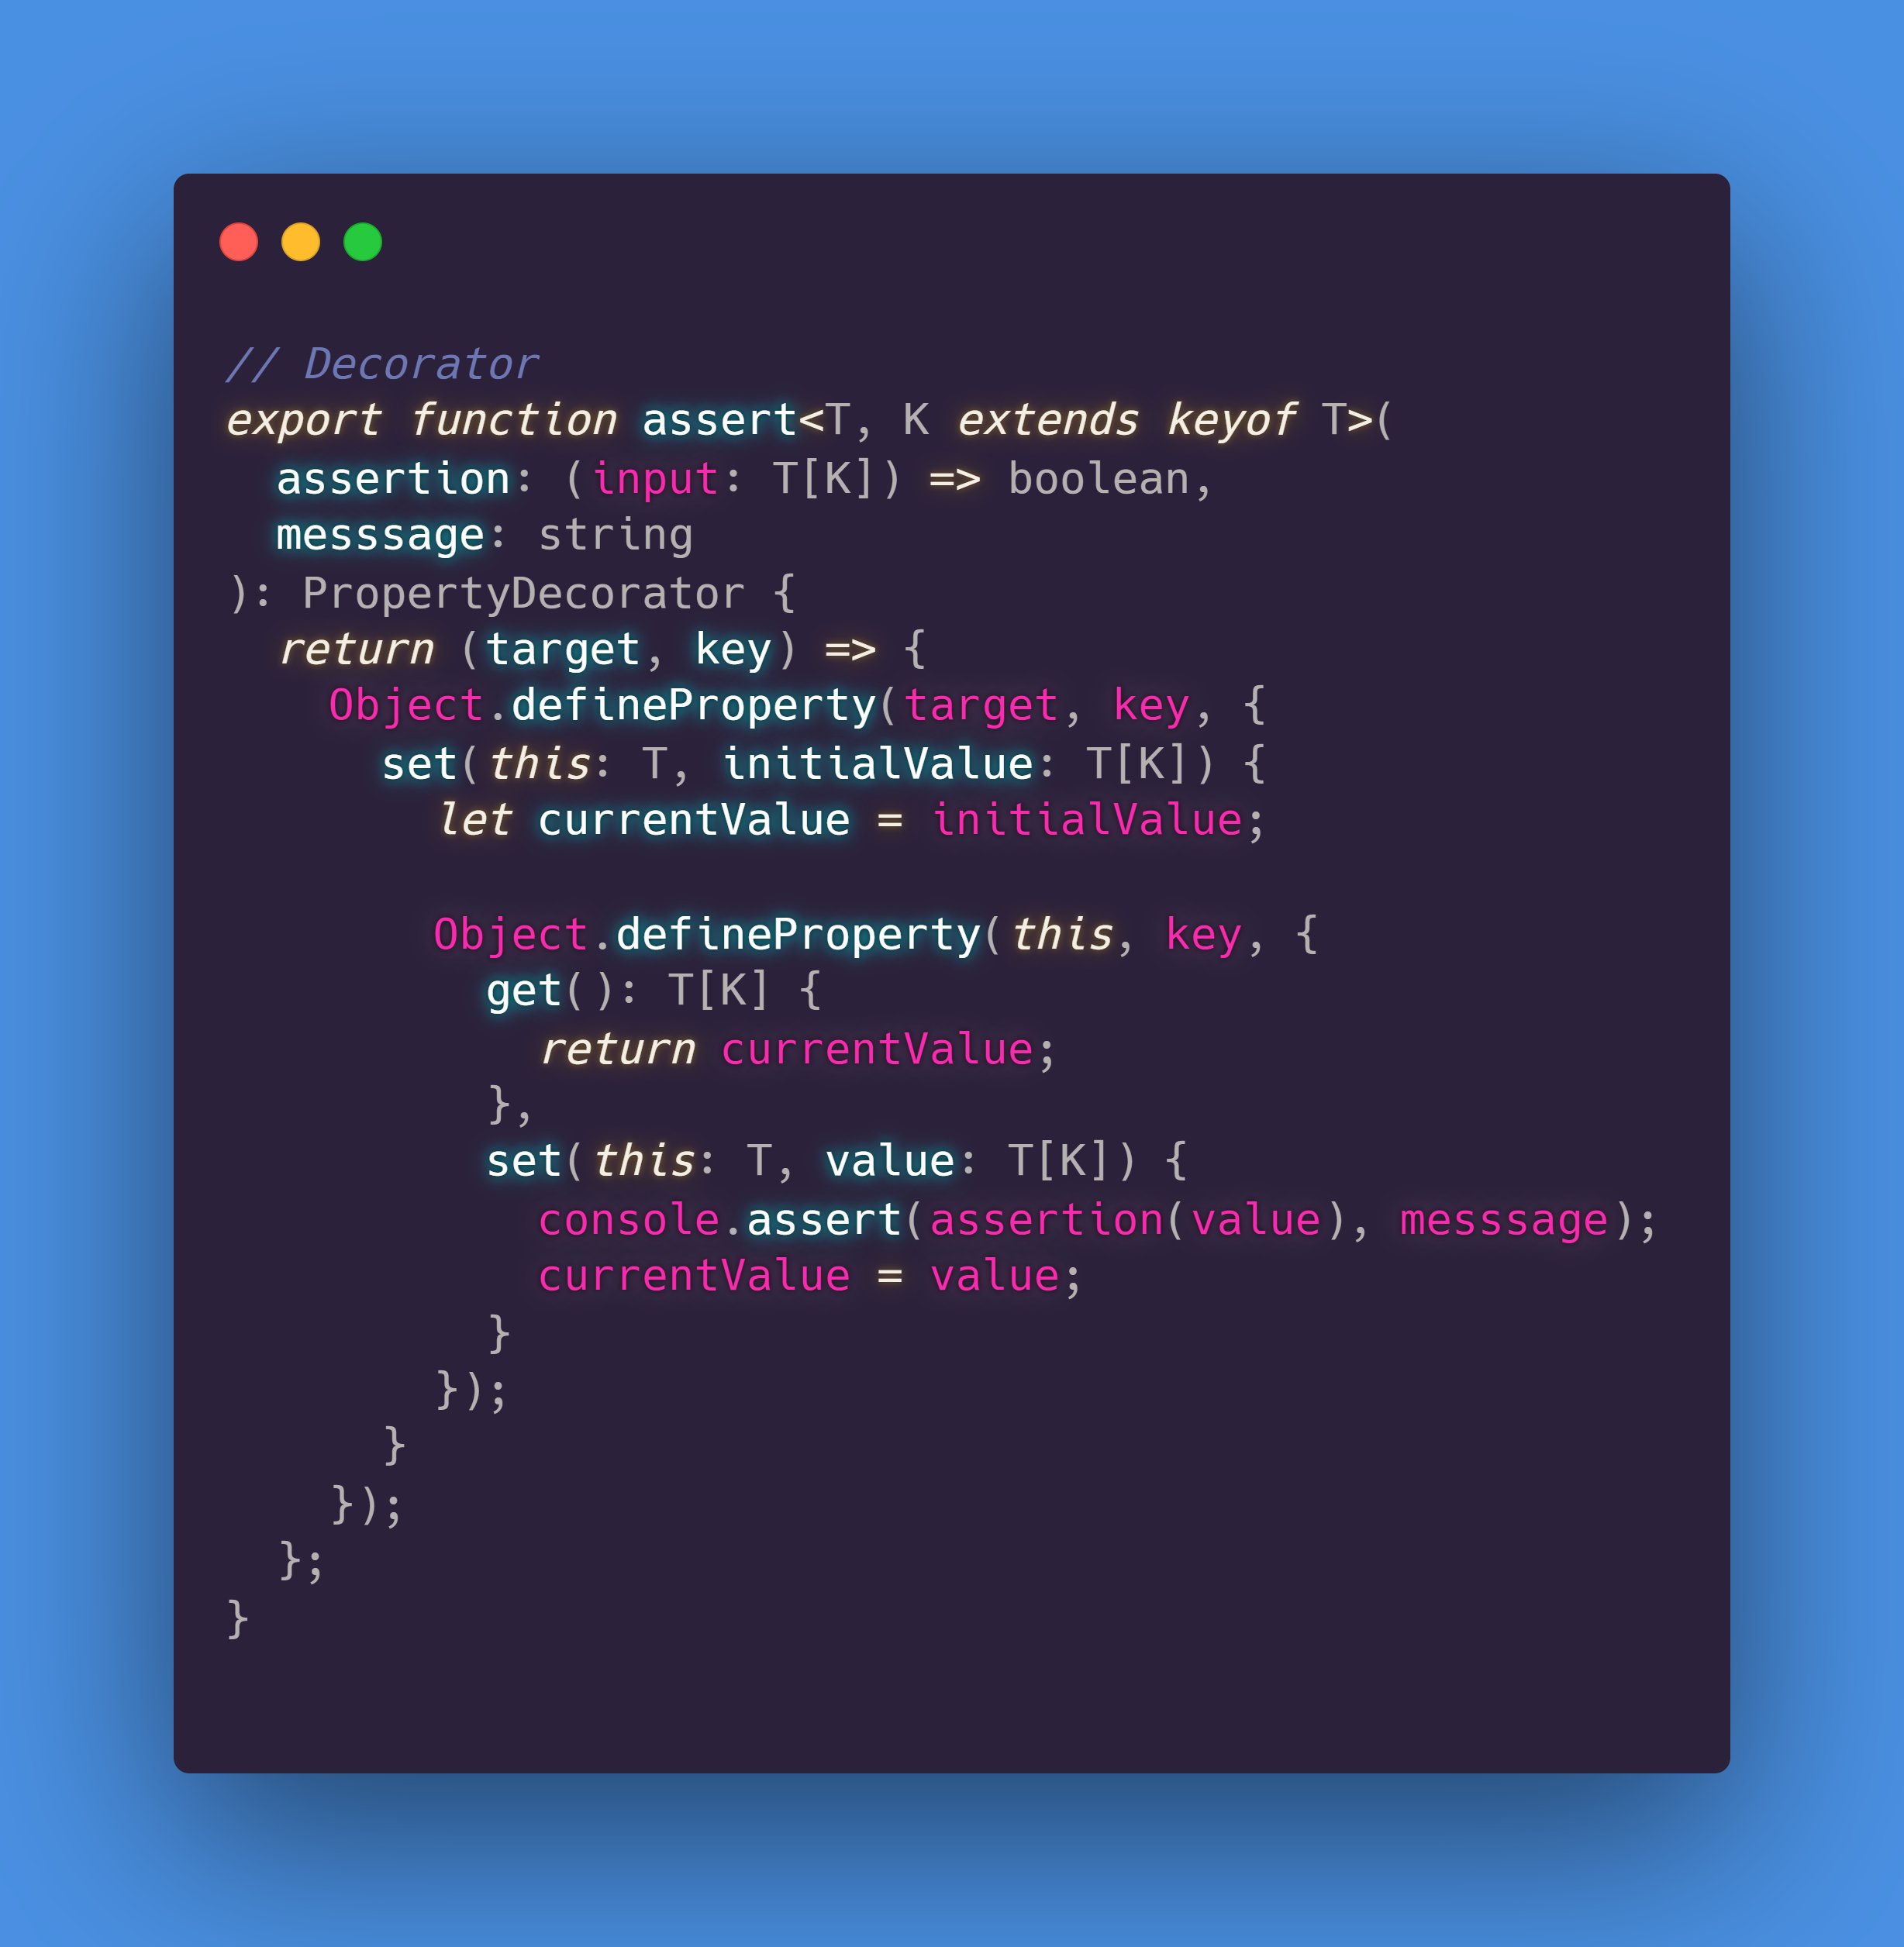 // Decorator
export function assert<T, K extends keyof T>(
  assertion: (input: T[K]) => boolean,
  messsage: string
): PropertyDecorator {
  return (target, key) => {
    Object.defineProperty(target, key, {
      set(this: T, initialValue: T[K]) {
        let currentValue = initialValue;

        Object.defineProperty(this, key, {
          get(): T[K] {
            return currentValue;
          },
          set(this: T, value: T[K]) {
            console.assert(assertion(value), messsage);
            currentValue = value;
          }
        });
      }
    });
  };
}